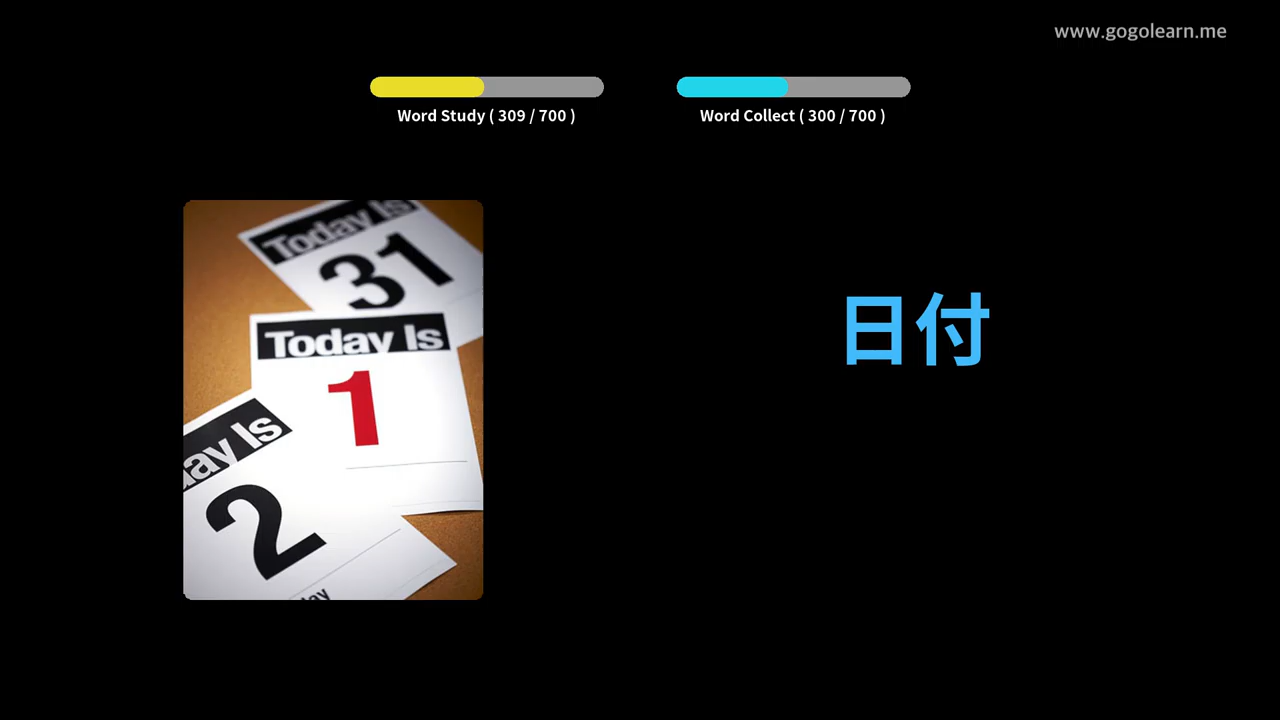 www.gogolearn.me
Word Study ( 309 / 700 )
Word Collect ( 300 / 700 )
Today Is
31
Today Is
1
ay Is
2
日付